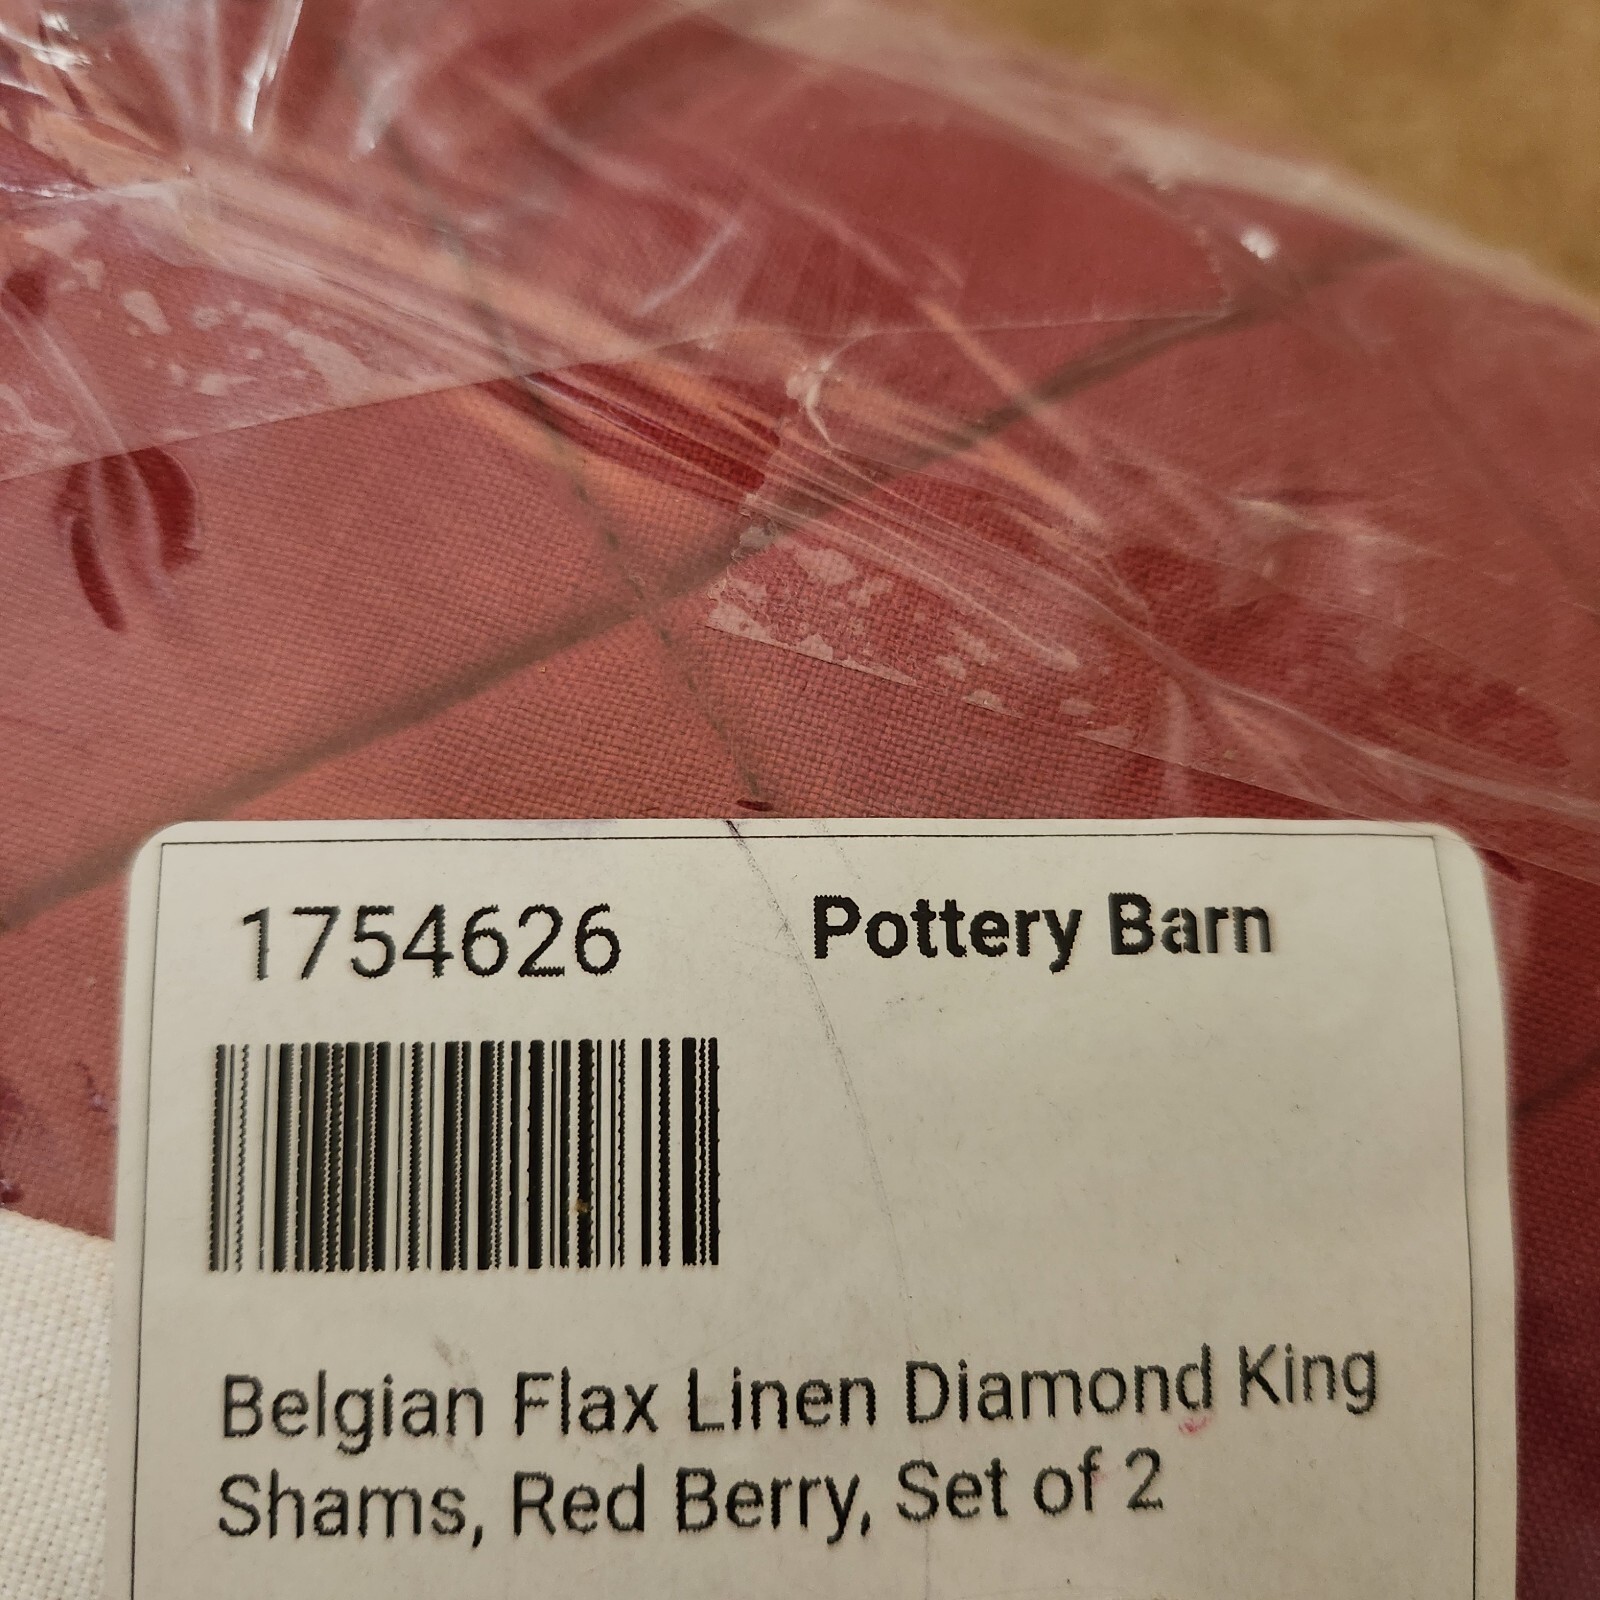 1754626
Pottery Barn
Belgian Flax Linen Diamond King
Shams, Red Berry, Set of 2